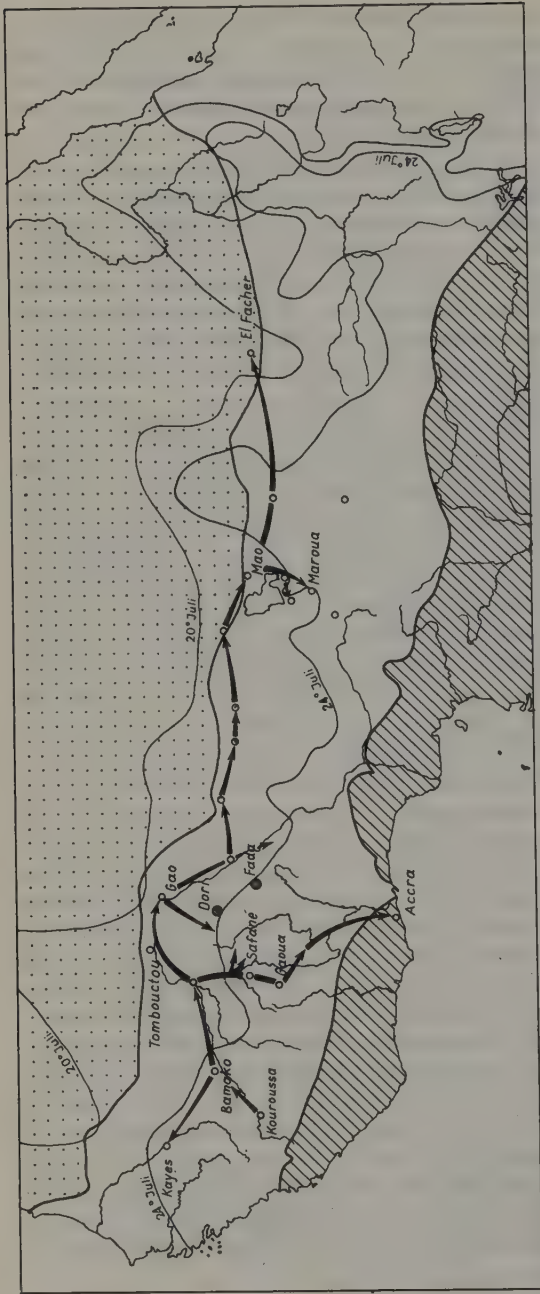 20° Juli
24° Juli
Kayes
Bamako
Kouroussa
Tombouctou
Gao
Dori
Fada
Safané
Gaoua
Accra
20° Juli
24° Juli
Mao
Maroua
El Facher
24° Juli